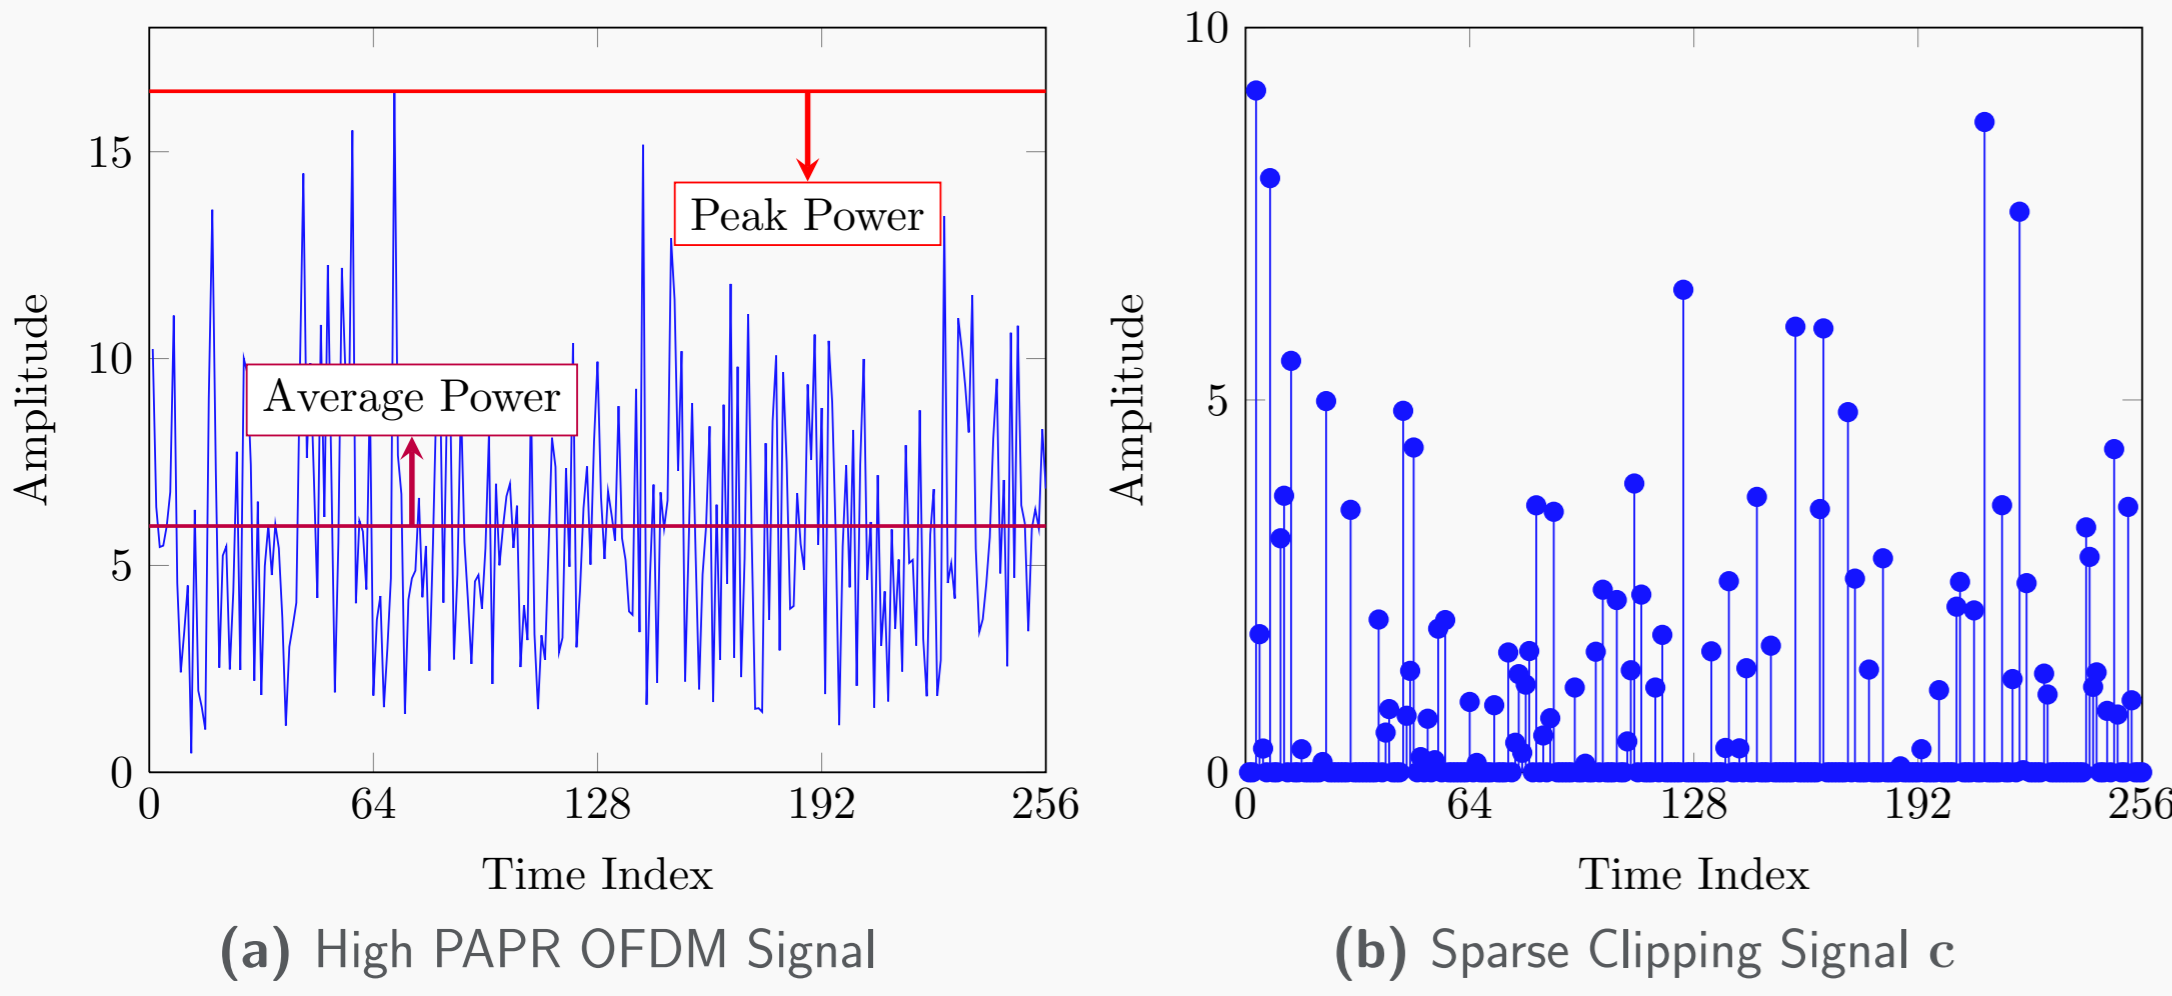 15
10
5
0
0
64
128
192
256
Amplitude
Time Index
Peak Power
Average Power
(a) High PAPR OFDM Signal
10
5
0
0
64
128
192
256
Amplitude
Time Index
(b) Sparse Clipping Signal c